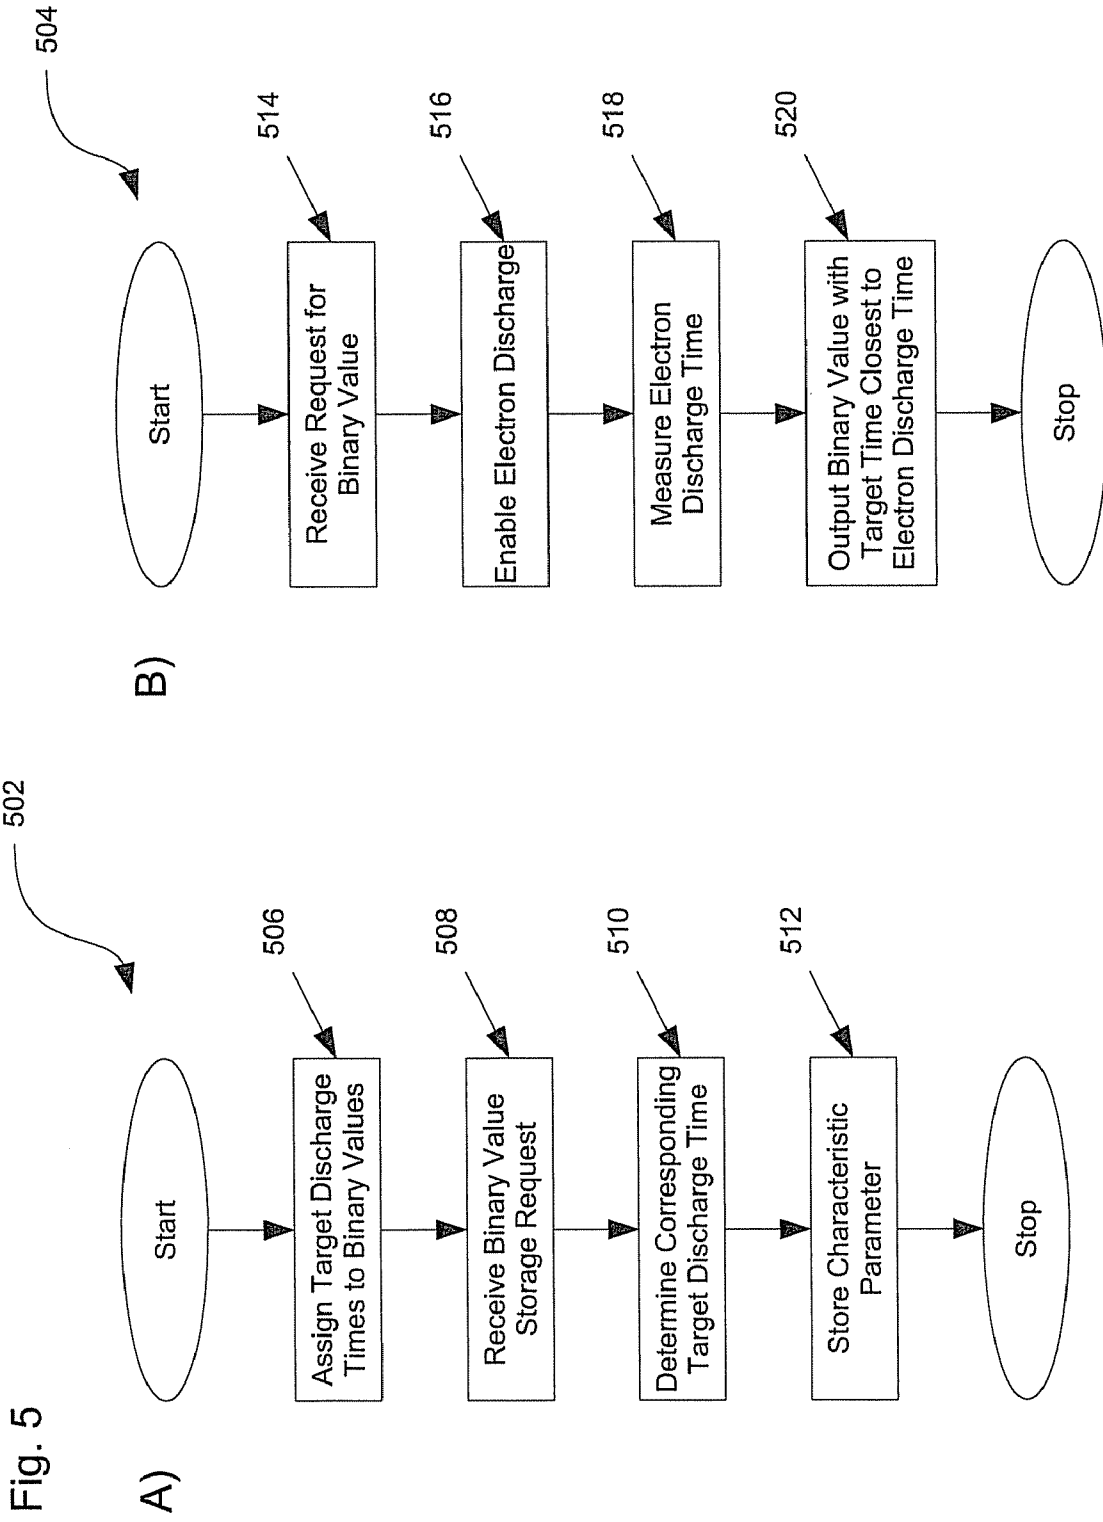 Fig. 5
A)
502
Start
506
Assign Target Discharge
Times to Binary Values
508
Receive Binary Value
Storage Request
510
Determine Corresponding
Target Discharge Time
512
Store Characteristic
Parameter
Stop
B)
504
Start
514
Receive Request for
Binary Value
516
Enable Electron Discharge
518
Measure Electron
Discharge Time
520
Output Binary Value with
Target Time Closest to
Electron Discharge Time
Stop